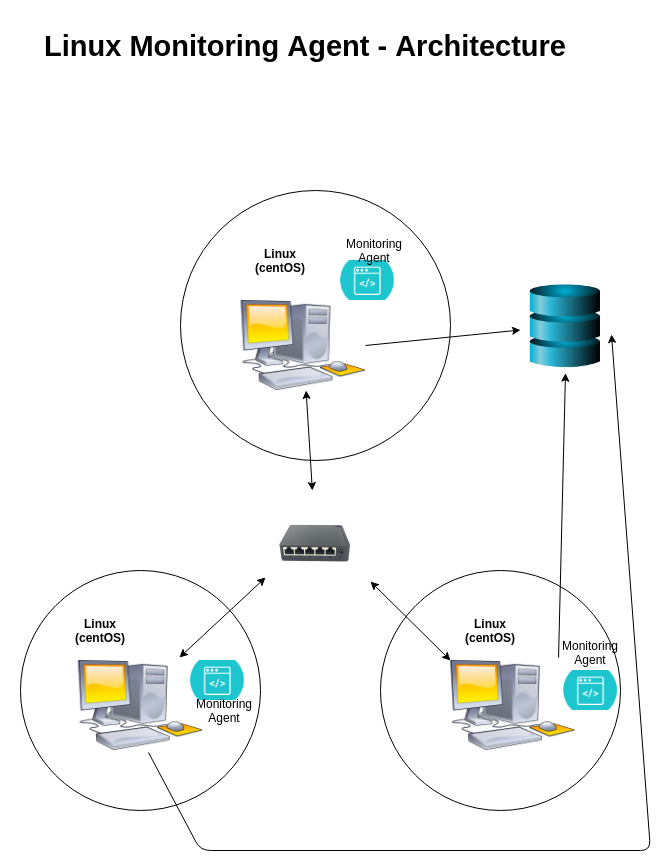 Linux Monitoring Agent - Architecture
Linux
(centOS)
Monitoring
Agent
</>
Linux
(centOS)
</>
Monitoring
Agent
Linux
(centOS)
Monitoring
Agent
</>